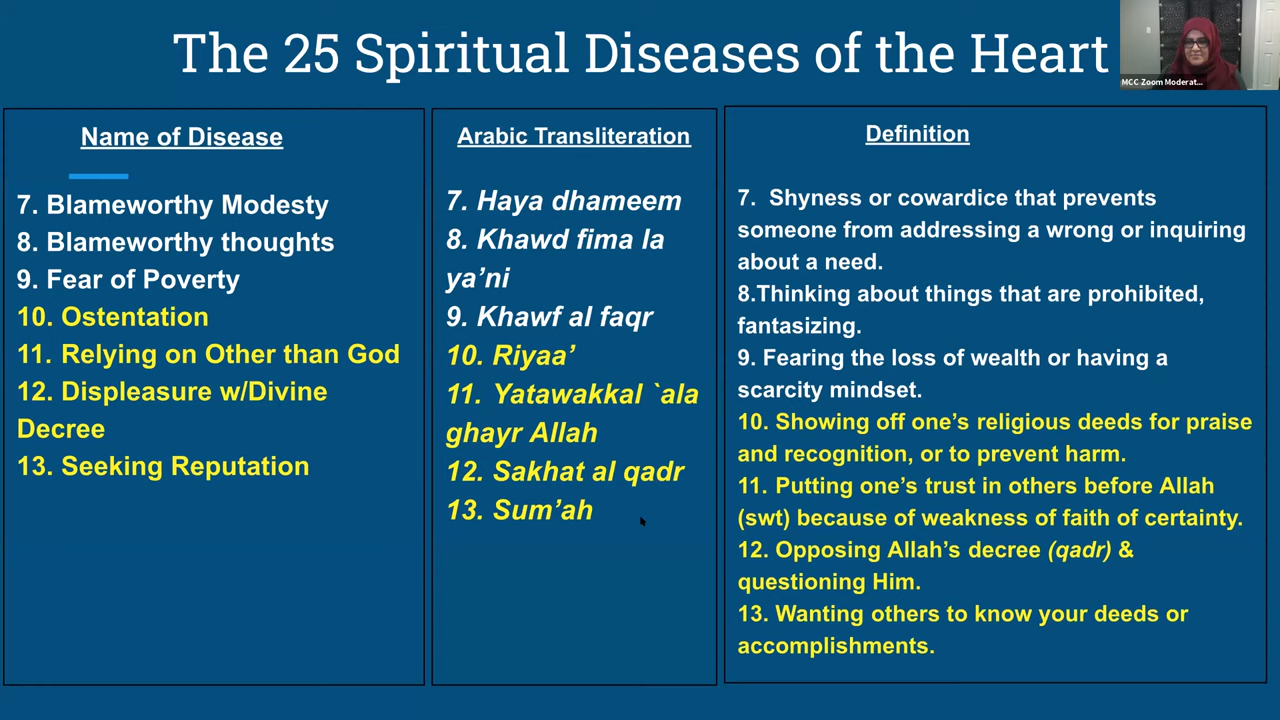 The 25 Spiritual Diseases of the Heart
MCC Zoom Moderat...
Name of Disease
7. Blameworthy Modesty
8. Blameworthy thoughts
9. Fear of Poverty
10. Ostentation
11. Relying on Other than God
12. Displeasure w/Divine
Decree
13. Seeking Reputation
Arabic Transliteration
7. Haya dhameem
8. Khawd fima la
ya’ni
9. Khawf al faqr
10. Riyaa’
11. Yatawakkal `ala
ghayr Allah
12. Sakhat al qadr
13. Sum’ah
Definition
7. Shyness or cowardice that prevents
someone from addressing a wrong or inquiring
about a need.
8.Thinking about things that are prohibited,
fantasizing.
9. Fearing the loss of wealth or having a
scarcity mindset.
10. Showing off one’s religious deeds for praise
and recognition, or to prevent harm.
11. Putting one’s trust in others before Allah
(swt) because of weakness of faith of certainty.
12. Opposing Allah’s decree (qadr) &
questioning Him.
13. Wanting others to know your deeds or
accomplishments.